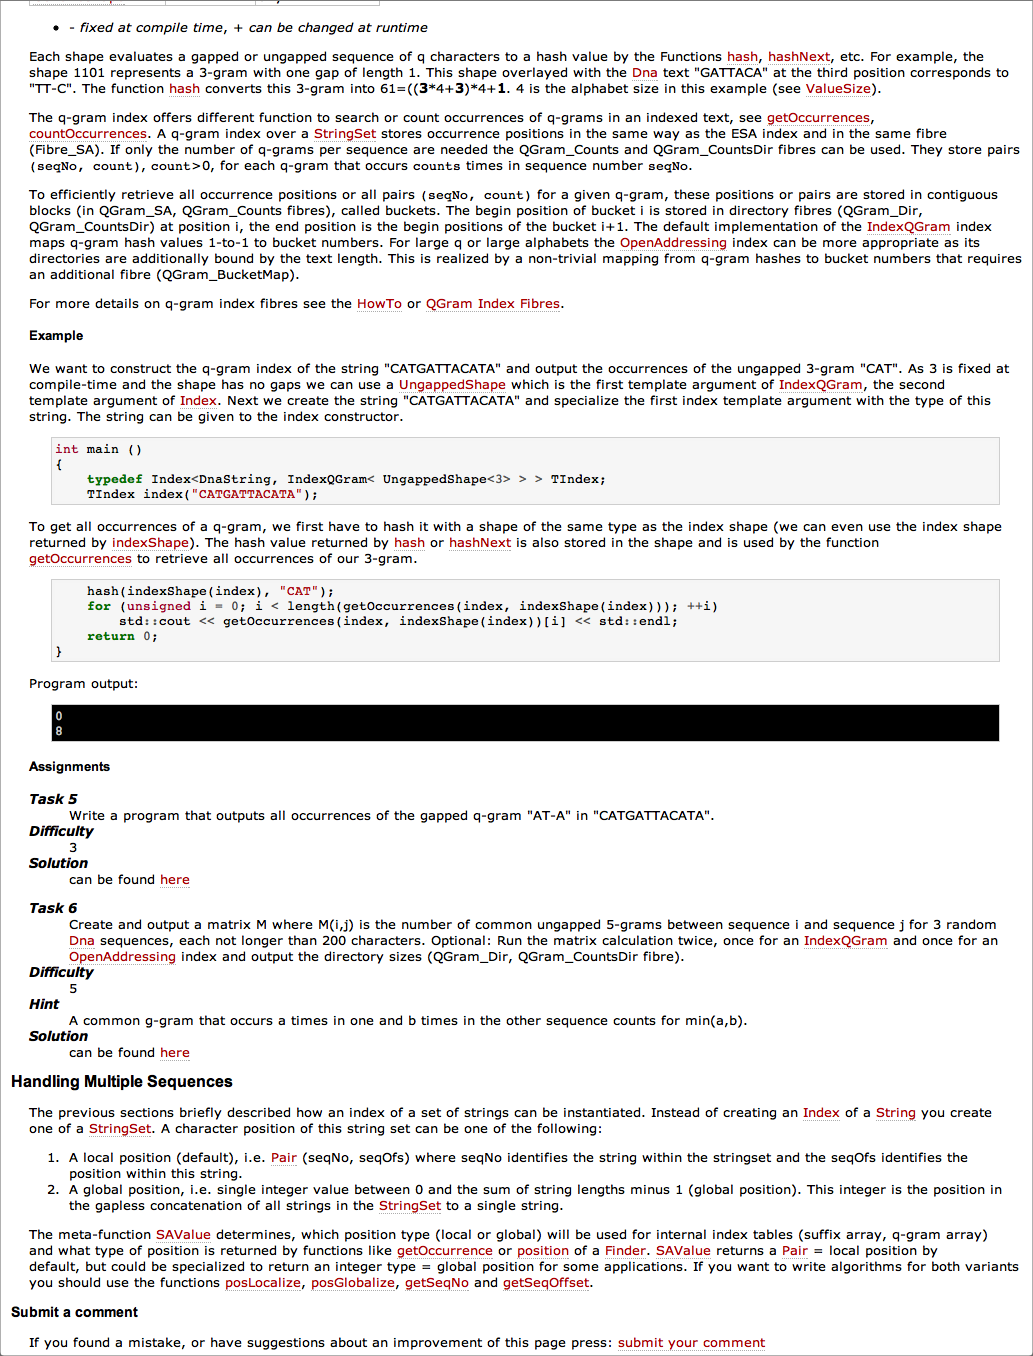 - fixed at compile time, + can be changed at runtime
Each shape evaluates a gapped or ungapped sequence of q characters to a hash value by the Functions hash, hashNext, etc. For example, the
shape 1101 represents a 3-gram with one gap of length 1. This shape overlayed with the Dna text "GATTACA" at the third position corresponds to
"TT-C". The function hash converts this 3-gram into 61=((3*4+3)*4+1. 4 is the alphabet size in this example (see ValueSize).
The q-gram index offers different function to search or count occurrences of q-grams in an indexed text, see getOccurrences,
countOccurrences. A q-gram index over a StringSet stores occurrence positions in the same way as the ESA index and in the same fibre
(Fibre_SA). If only the number of q-grams per sequence are needed the QGram_Counts and QGram_CountsDir fibres can be used. They store pairs
(seqNo, count), count>0, for each q-gram that occurs counts times in sequence number seqNo.
To efficiently retrieve all occurrence positions or all pairs (seqNo, count) for a given q-gram, these positions or pairs are stored in contiguous
blocks (in QGram_SA, QGram_Counts fibres), called buckets. The begin position of bucket i is stored in directory fibres (QGram_Dir,
QGram_CountsDir) at position i, the end position is the begin positions of the bucket i+1. The default implementation of the IndexQGram index
maps q-gram hash values 1-to-1 to bucket numbers. For large q or large alphabets the OpenAddressing index can be more appropriate as its
directories are additionally bound by the text length. This is realized by a non-trivial mapping from q-gram hashes to bucket numbers that requires
an additional fibre (QGram_BucketMap).
For more details on q-gram index fibres see the HowTo or QGram Index Fibres.
Example
We want to construct the q-gram index of the string "CATGATTACATA" and output the occurrences of the ungapped 3-gram "CAT". As 3 is fixed at
compile-time and the shape has no gaps we can use a UngappedShape which is the first template argument of IndexQGram, the second
template argument of Index. Next we create the string "CATGATTACATA" and specialize the first index template argument with the type of this
string. The string can be given to the index constructor.
int main ()
{
typedef Index<DnaString, IndexQGram< UngappedShape<3> > > TIndex;
TIndex index("CATGATTACATA");
To get all occurrences of a q-gram, we first have to hash it with a shape of the same type as the index shape (we can even use the index shape
returned by indexShape). The hash value returned by hash or hashNext is also stored in the shape and is used by the function
getOccurrences to retrieve all occurrences of our 3-gram.
hash(indexShape(index), "CAT");
for (unsigned i = 0; i < length(getOccurrences(index, indexShape(index))); ++i)
std::cout << getOccurrences(index, indexShape(index))[i] << std::endl;
return 0;
}
Program output:
0
8
Assignments
Task 5
Write a program that outputs all occurrences of the gapped q-gram "AT-A" in "CATGATTACATA".
Difficulty
3
Solution
can be found here
Task 6
Create and output a matrix M where M(i,j) is the number of common ungapped 5-grams between sequence i and sequence j for 3 random
Dna sequences, each not longer than 200 characters. Optional: Run the matrix calculation twice, once for an IndexQGram and once for an
OpenAddressing index and output the directory sizes (QGram_Dir, QGram_CountsDir fibre).
Difficulty
5
Hint
A common g-gram that occurs a times in one and b times in the other sequence counts for min(a,b).
Solution
can be found here
Handling Multiple Sequences
The previous sections briefly described how an index of a set of strings can be instantiated. Instead of creating an Index of a String you create
one of a StringSet. A character position of this string set can be one of the following:
1. A local position (default), i.e. Pair (seqNo, seqOfs) where seqNo identifies the string within the stringset and the seqOfs identifies the
position within this string.
2. A global position, i.e. single integer value between 0 and the sum of string lengths minus 1 (global position). This integer is the position in
the gapless concatenation of all strings in the StringSet to a single string.
The meta-function SAValue determines, which position type (local or global) will be used for internal index tables (suffix array, q-gram array)
and what type of position is returned by functions like getOccurrence or position of a Finder. SAValue returns a Pair = local position by
default, but could be specialized to return an integer type = global position for some applications. If you want to write algorithms for both variants
you should use the functions posLocalize, posGlobalize, getSeqNo and getSeqOffset.
Submit a comment
If you found a mistake, or have suggestions about an improvement of this page press: submit your comment